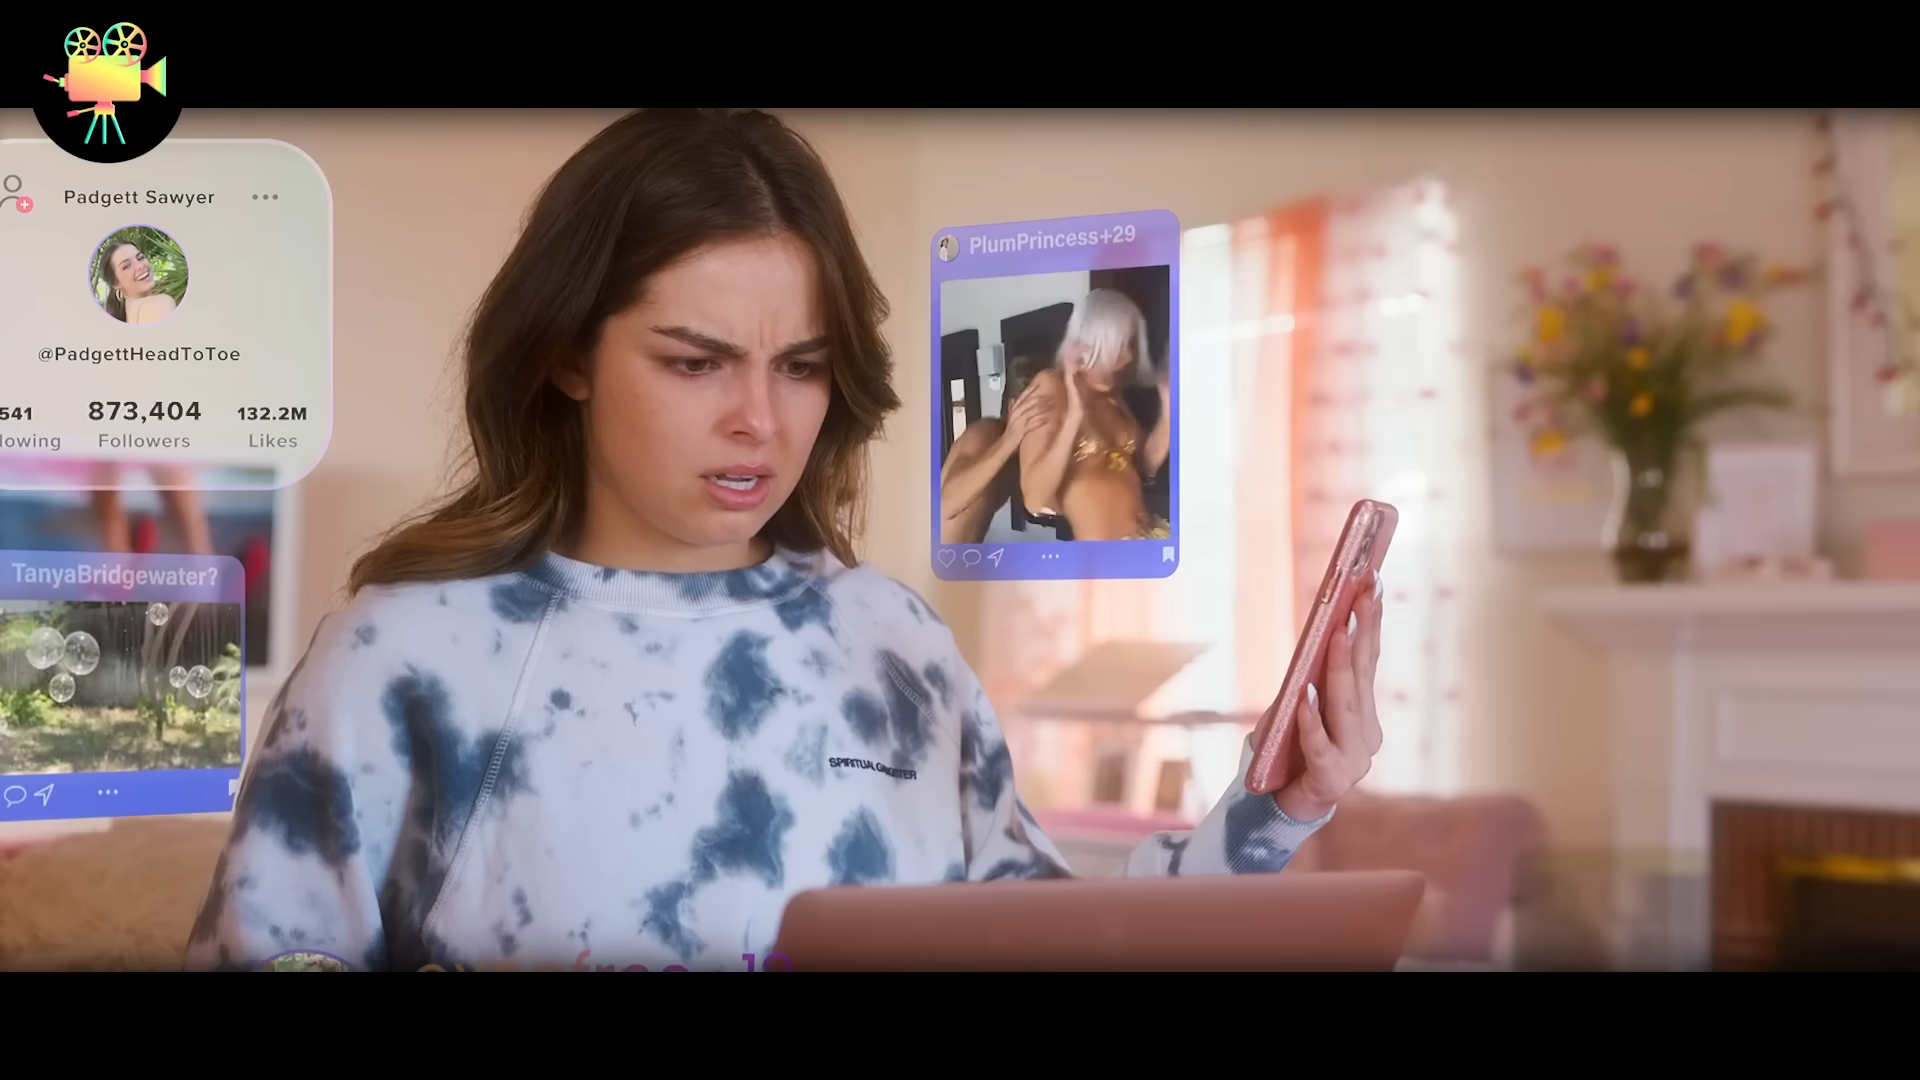 Padgett Sawyer
@PadgettHeadToToe
541
873,404
132.2M
lowing
Followers
Likes
PlumPrincess+29
TanyaBridgewater?
SPIRITUAL GANGSTER